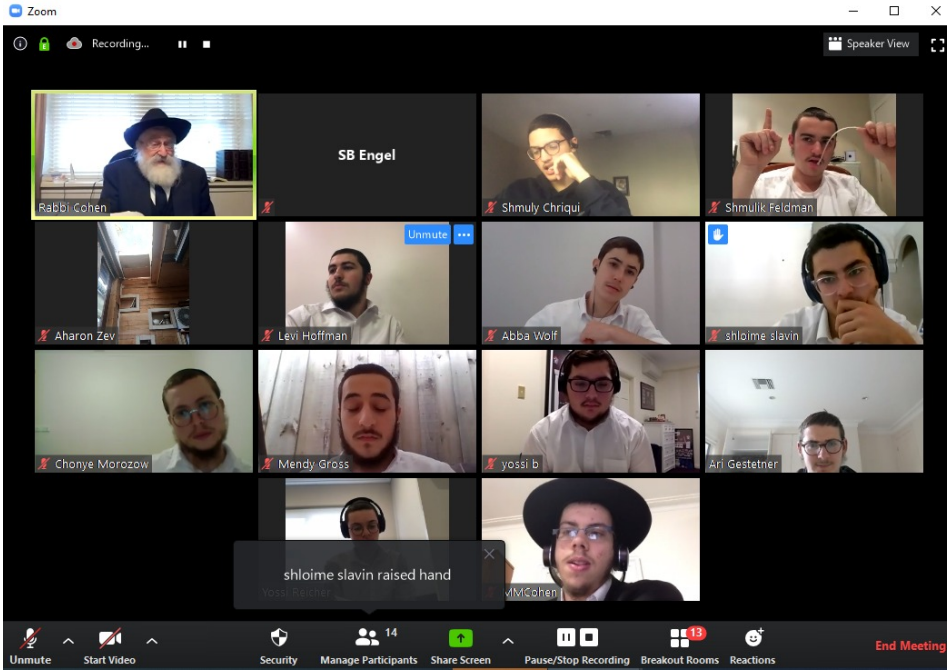 Zoom
Recording...
Speaker View
Rabbi Cohen
SB Engel
Shmuly Chriqui
Shmulik Feldman
Aharon Zev
Unmute
Levi Hoffman
Abba Wolf
shloime slavin
Chonye Morozow
Mendy Gross
yossi b
Ari Gestetner
shloime slavin raised hand
Yossi Reicher
MMCohen
Unmute
Start Video
Security
14
Manage Participants
Share Screen
Pause/Stop Recording
13
Breakout Rooms
Reactions
End Meeting